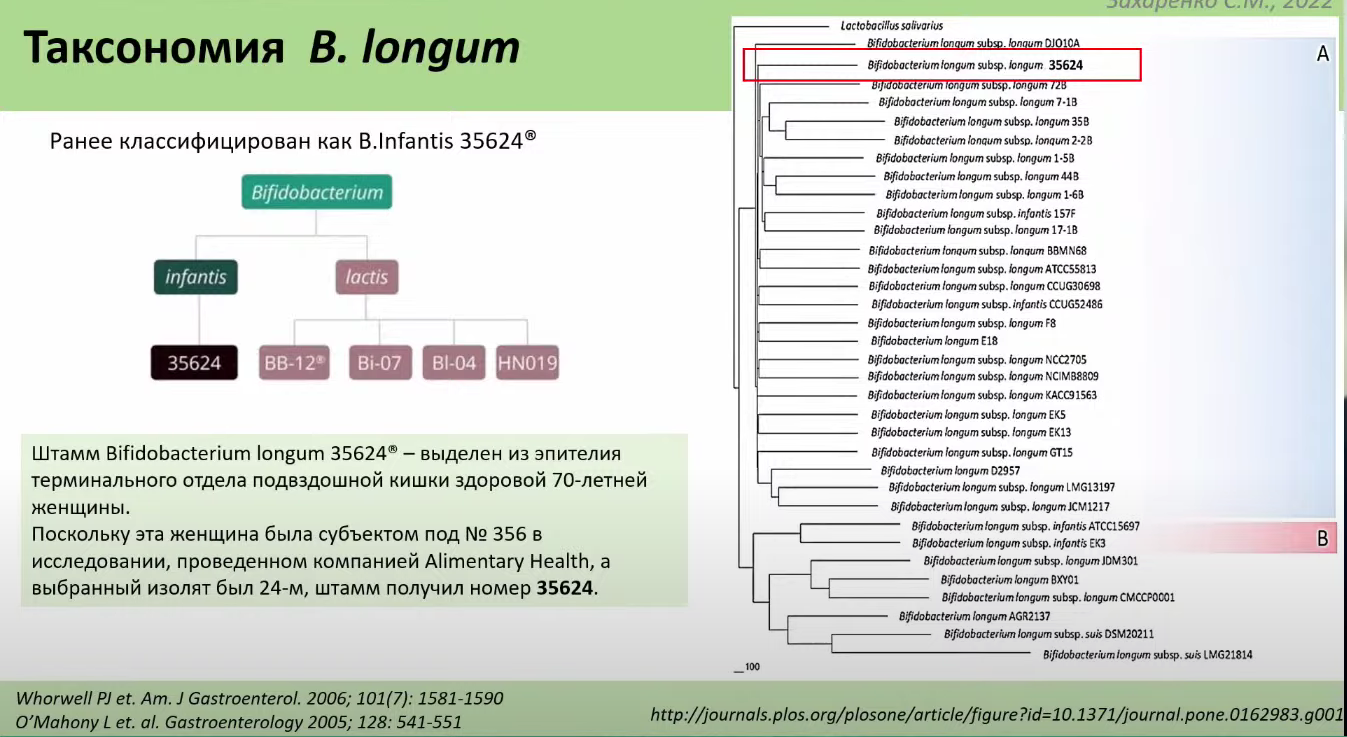 Захаренко С.М., 2022
Таксономия B. longum
Ранее классифицирован как B.Infantis 35624®
Bifidobacterium
infantis
lactis
35624
BB-12®
Bi-07
Bl-04
HN019
Штамм Bifidobacterium longum 35624® – выделен из эпителия
терминального отдела подвздошной кишки здоровой 70-летней
женщины.
Поскольку эта женщина была субъектом под № 356 в
исследовании, проведенном компанией Alimentary Health, а
выбранный изолят был 24-м, штамм получил номер 35624.
Lactobacillus salivarius
Bifidobacterium longum subsp. longum DJO10A
Bifidobacterium longum subsp. longum 35624
Bifidobacterium longum subsp. longum 72B
Bifidobacterium longum subsp. longum 7-1B
Bifidobacterium longum subsp. longum 35B
Bifidobacterium longum subsp. longum 2-2B
Bifidobacterium longum subsp. longum 1-5B
Bifidobacterium longum subsp. longum 44B
Bifidobacterium longum subsp. longum 1-6B
Bifidobacterium longum subsp. infantis 157F
Bifidobacterium longum subsp. longum 17-1B
Bifidobacterium longum subsp. longum BBMN68
Bifidobacterium longum subsp. longum ATCC55813
Bifidobacterium longum subsp. longum CCUG30698
Bifidobacterium longum subsp. infantis CCUG52486
Bifidobacterium longum subsp. longum F8
Bifidobacterium longum E18
Bifidobacterium longum subsp. longum NCC2705
Bifidobacterium longum subsp. longum NCIMB8809
Bifidobacterium longum subsp. longum KACC91563
Bifidobacterium longum subsp. longum EK5
Bifidobacterium longum subsp. longum EK13
Bifidobacterium longum subsp. longum GT15
Bifidobacterium longum D2957
Bifidobacterium longum subsp. longum LMG13197
Bifidobacterium longum subsp. longum JCM1217
Bifidobacterium longum subsp. infantis ATCC15697
Bifidobacterium longum subsp. infantis EK3
Bifidobacterium longum subsp. longum JDM301
Bifidobacterium longum BXY01
Bifidobacterium longum subsp. longum CMCCP0001
Bifidobacterium longum AGR2137
Bifidobacterium longum subsp. suis DSM20211
Bifidobacterium longum subsp. suis LMG21814
A
B
100
Whorwell PJ et. Am. J Gastroenterol. 2006; 101(7): 1581-1590
O’Mahony L et. al. Gastroenterology 2005; 128: 541-551
http://journals.plos.org/plosone/article/figure?id=10.1371/journal.pone.0162983.g001